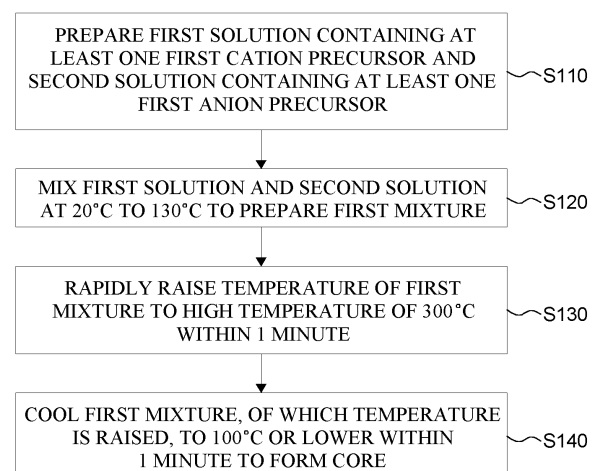 PREPARE FIRST SOLUTION CONTAINING AT
LEAST ONE FIRST CATION PRECURSOR AND
SECOND SOLUTION CONTAINING AT LEAST ONE
FIRST ANION PRECURSOR
S110
MIX FIRST SOLUTION AND SECOND SOLUTION
AT 20°C TO 130°C TO PREPARE FIRST MIXTURE
S120
RAPIDLY RAISE TEMPERATURE OF FIRST
MIXTURE TO HIGH TEMPERATURE OF 300°C
WITHIN 1 MINUTE
S130
COOL FIRST MIXTURE, OF WHICH TEMPERATURE
IS RAISED, TO 100°C OR LOWER WITHIN
1 MINUTE TO FORM CORE
S140